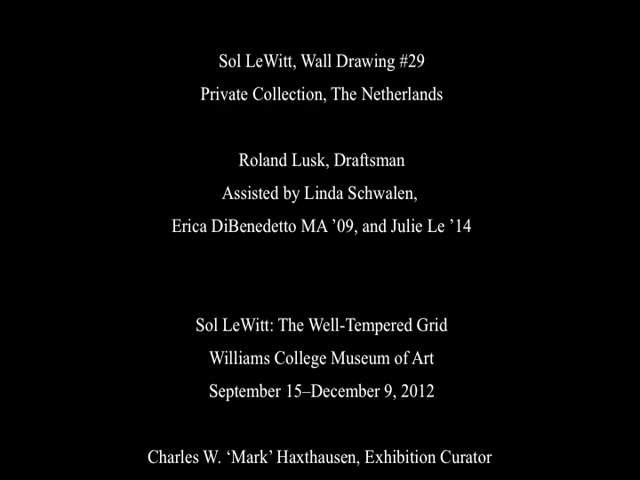 Sol LeWitt, Wall Drawing #29
Private Collection, The Netherlands
Roland Lusk, Draftsman
Assisted by Linda Schwalen,
Erica DiBenedetto MA ’09, and Julie Le ’14
Sol LeWitt: The Well-Tempered Grid
Williams College Museum of Art
September 15–December 9, 2012
Charles W. ‘Mark’ Haxthausen, Exhibition Curator